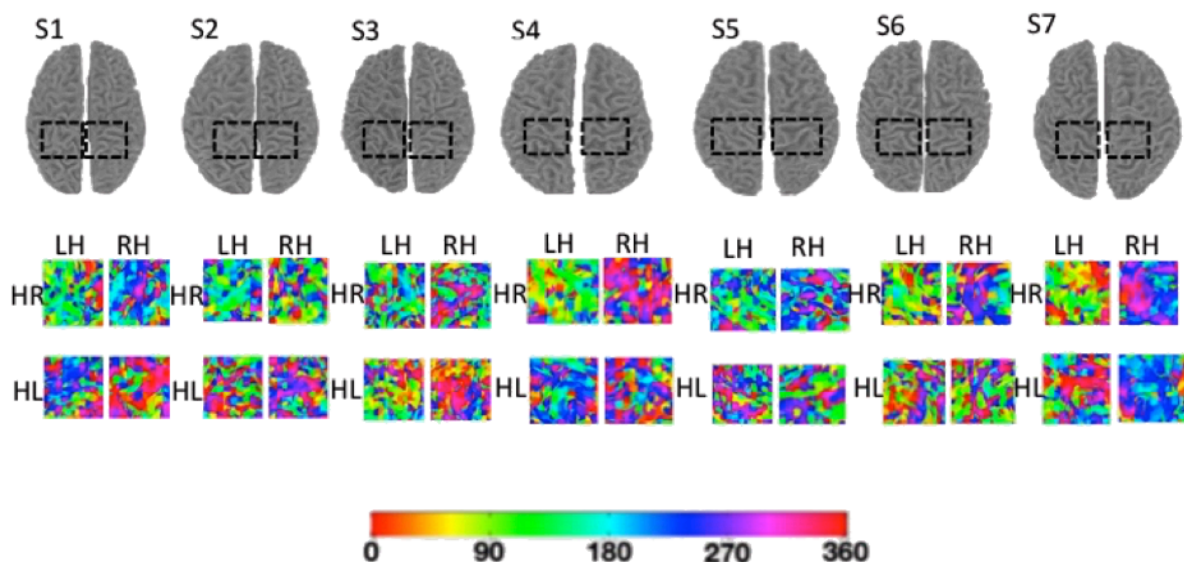 S1 S2 S3 S4 S5 S6 S7
LH RH LH RH LH RH LH RH LH RH LH RH LH RH
HR HR HR HR HR HR HR
HL HL HL HL HL HL HL
0 90 180 270 360